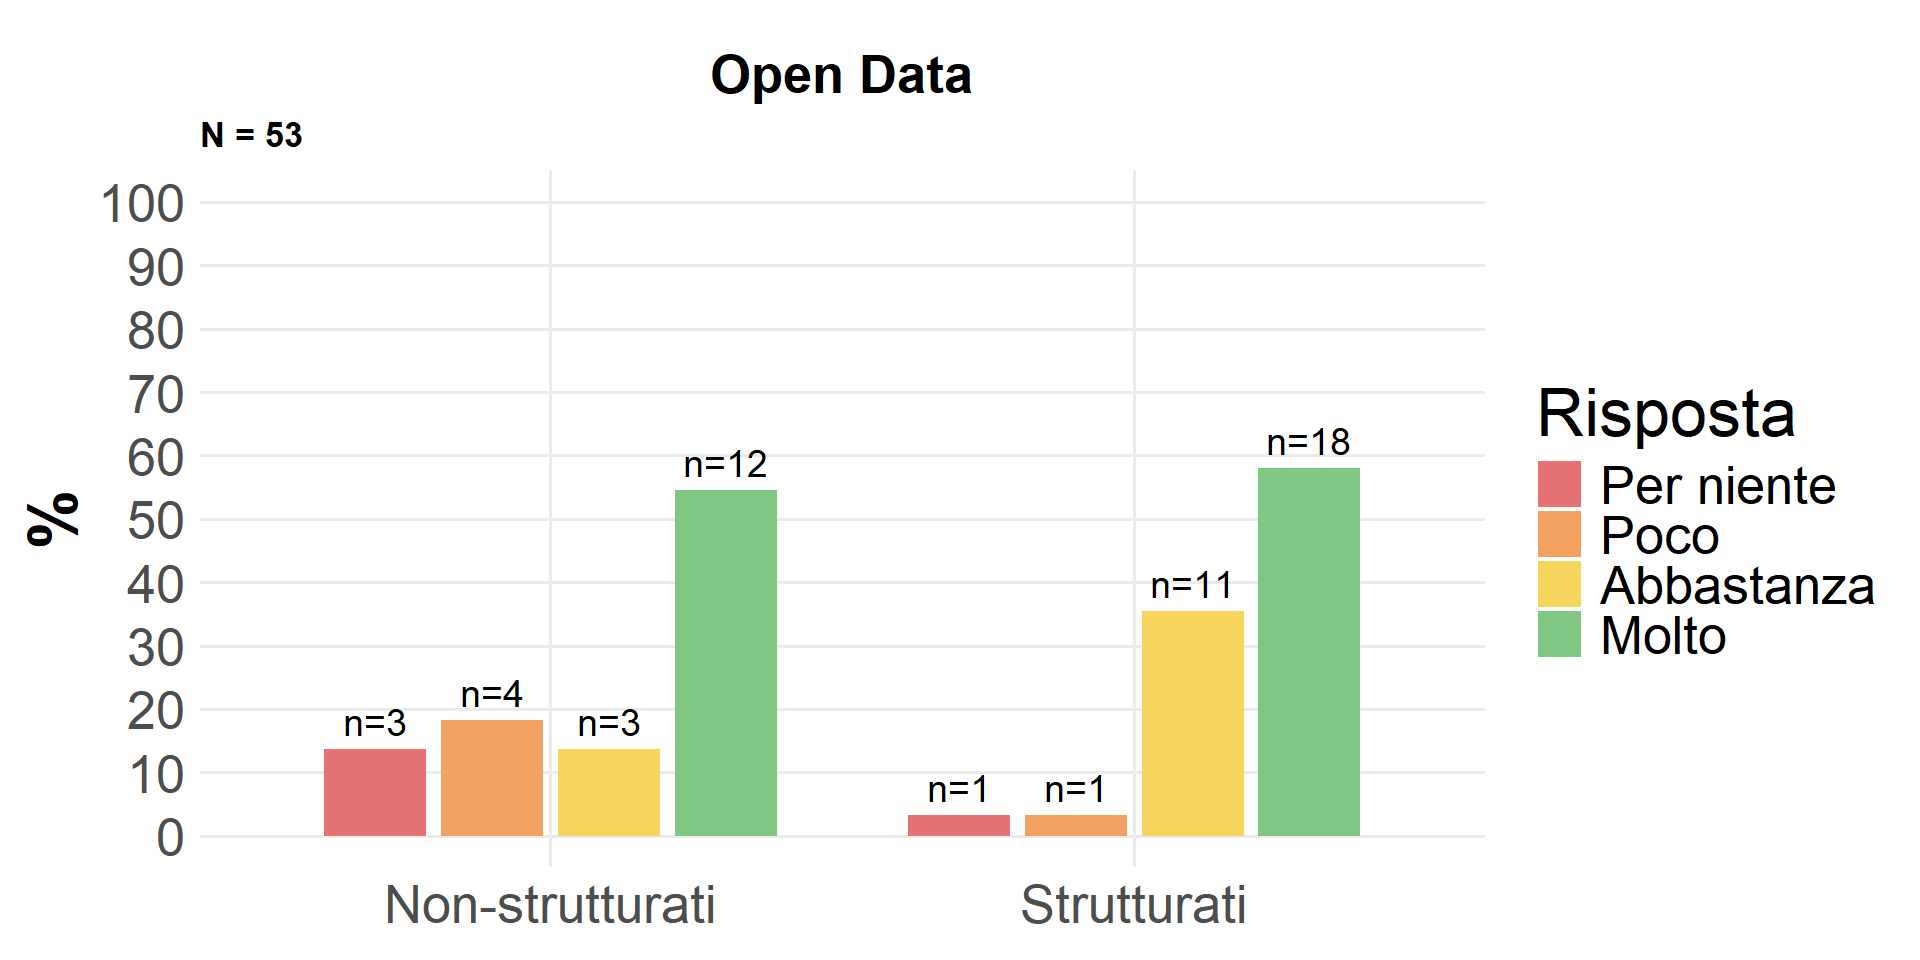 Open Data
N = 53
100
90
80
70
60
50
40
30
20
10
0
%
n=3
n=4
n=3
n=12
n=1
n=1
n=11
n=18
Non-strutturati
Strutturati
Risposta
Per niente
Poco
Abbastanza
Molto